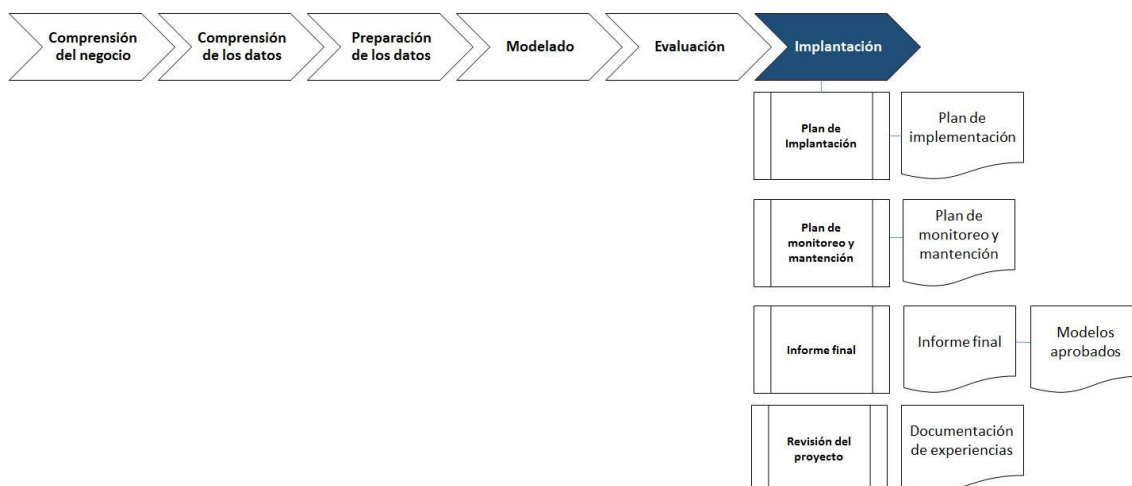 Comprensión
del negocio
Comprensión
de los datos
Preparación
de los datos
Modelado
Evaluación
Implantación
Plan de
Implantación
Plan de
implementación
Plan de
monitoreo y
mantención
Plan de
monitoreo y
mantención
Informe final
Informe final
Modelos
aprobados
Revisión del
proyecto
Documentación
de experiencias